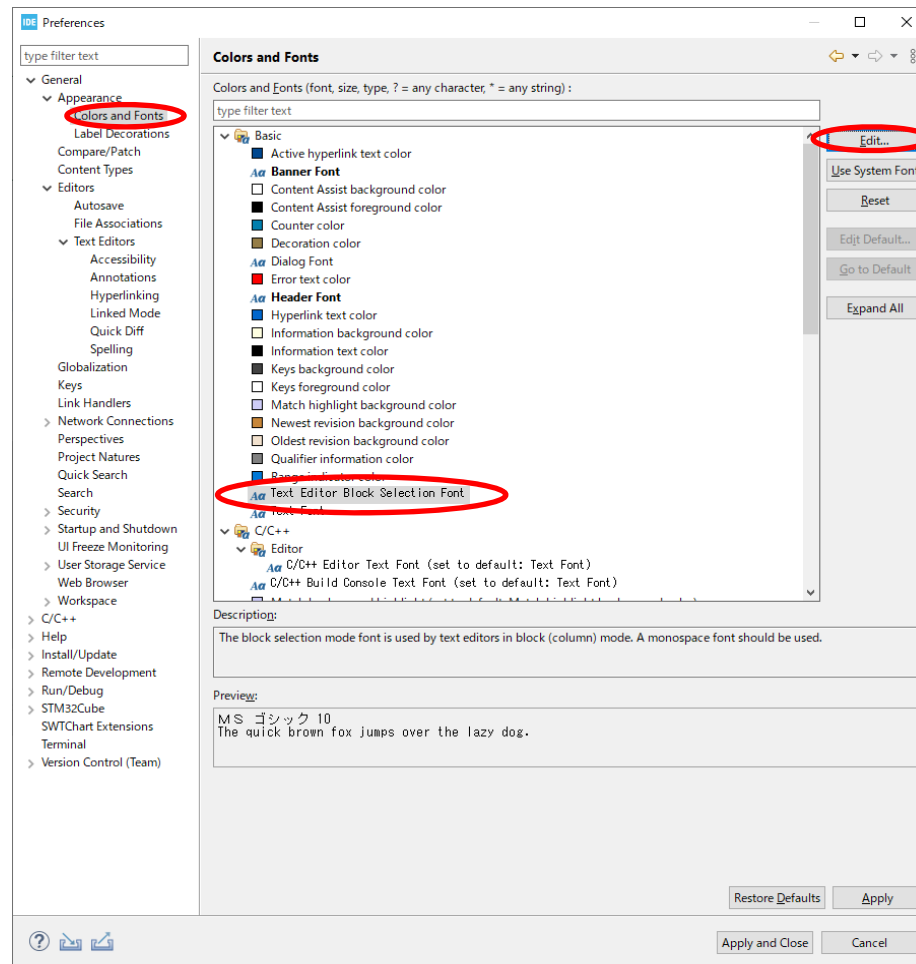 IDE Preferences
type filter text
General
Appearance
Colors and Fonts
Label Decorations
Compare/Patch
Content Types
Editors
Autosave
File Associations
Text Editors
Accessibility
Annotations
Hyperlinking
Linked Mode
Quick Diff
Spelling
Globalization
Keys
Link Handlers
Network Connections
Perspectives
Project Natures
Quick Search
Search
Security
Startup and Shutdown
UI Freeze Monitoring
User Storage Service
Web Browser
Workspace
C/C++
Help
Install/Update
Remote Development
Run/Debug
STM32Cube
SWTChart Extensions
Terminal
Version Control (Team)
Colors and Fonts
Colors and Fonts (font, size, type, ? = any character, * = any string) :
type filter text
Basic
Active hyperlink text color
Aa Banner Font
Content Assist background color
Content Assist foreground color
Counter color
Decoration color
Aa Dialog Font
Error text color
Aa Header Font
Hyperlink text color
Information background color
Information text color
Keys background color
Keys foreground color
Match highlight background color
Newest revision background color
Oldest revision background color
Qualifier information color
Range indicator color
Aa Text Editor Block Selection Font
Aa Text Font
C/C++
Editor
Aa C/C++ Editor Text Font (set to default: Text Font)
Aa C/C++ Build Console Text Font (set to default: Text Font)
Edit...
Use System Font
Reset
Edit Default...
Go to Default
Expand All
Description:
The block selection mode font is used by text editors in block (column) mode. A monospace font should be used.
Preview:
ＭＳ ゴシック 10
The quick brown fox jumps over the lazy dog.
Restore Defaults
Apply
?
Apply and Close
Cancel